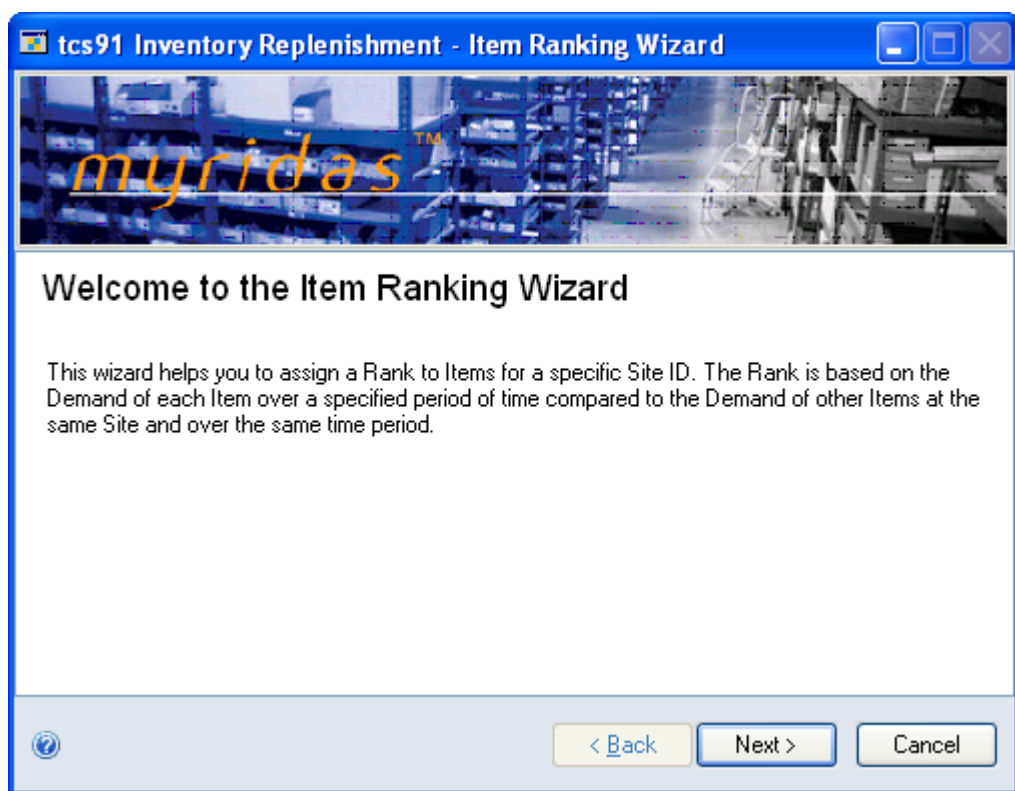 tcs91 Inventory Replenishment - Item Ranking Wizard
myridas™
Welcome to the Item Ranking Wizard
This wizard helps you to assign a Rank to Items for a specific Site ID. The Rank is based on the
Demand of each Item over a specified period of time compared to the Demand of other Items at the
same Site and over the same time period.
< Back Next > Cancel